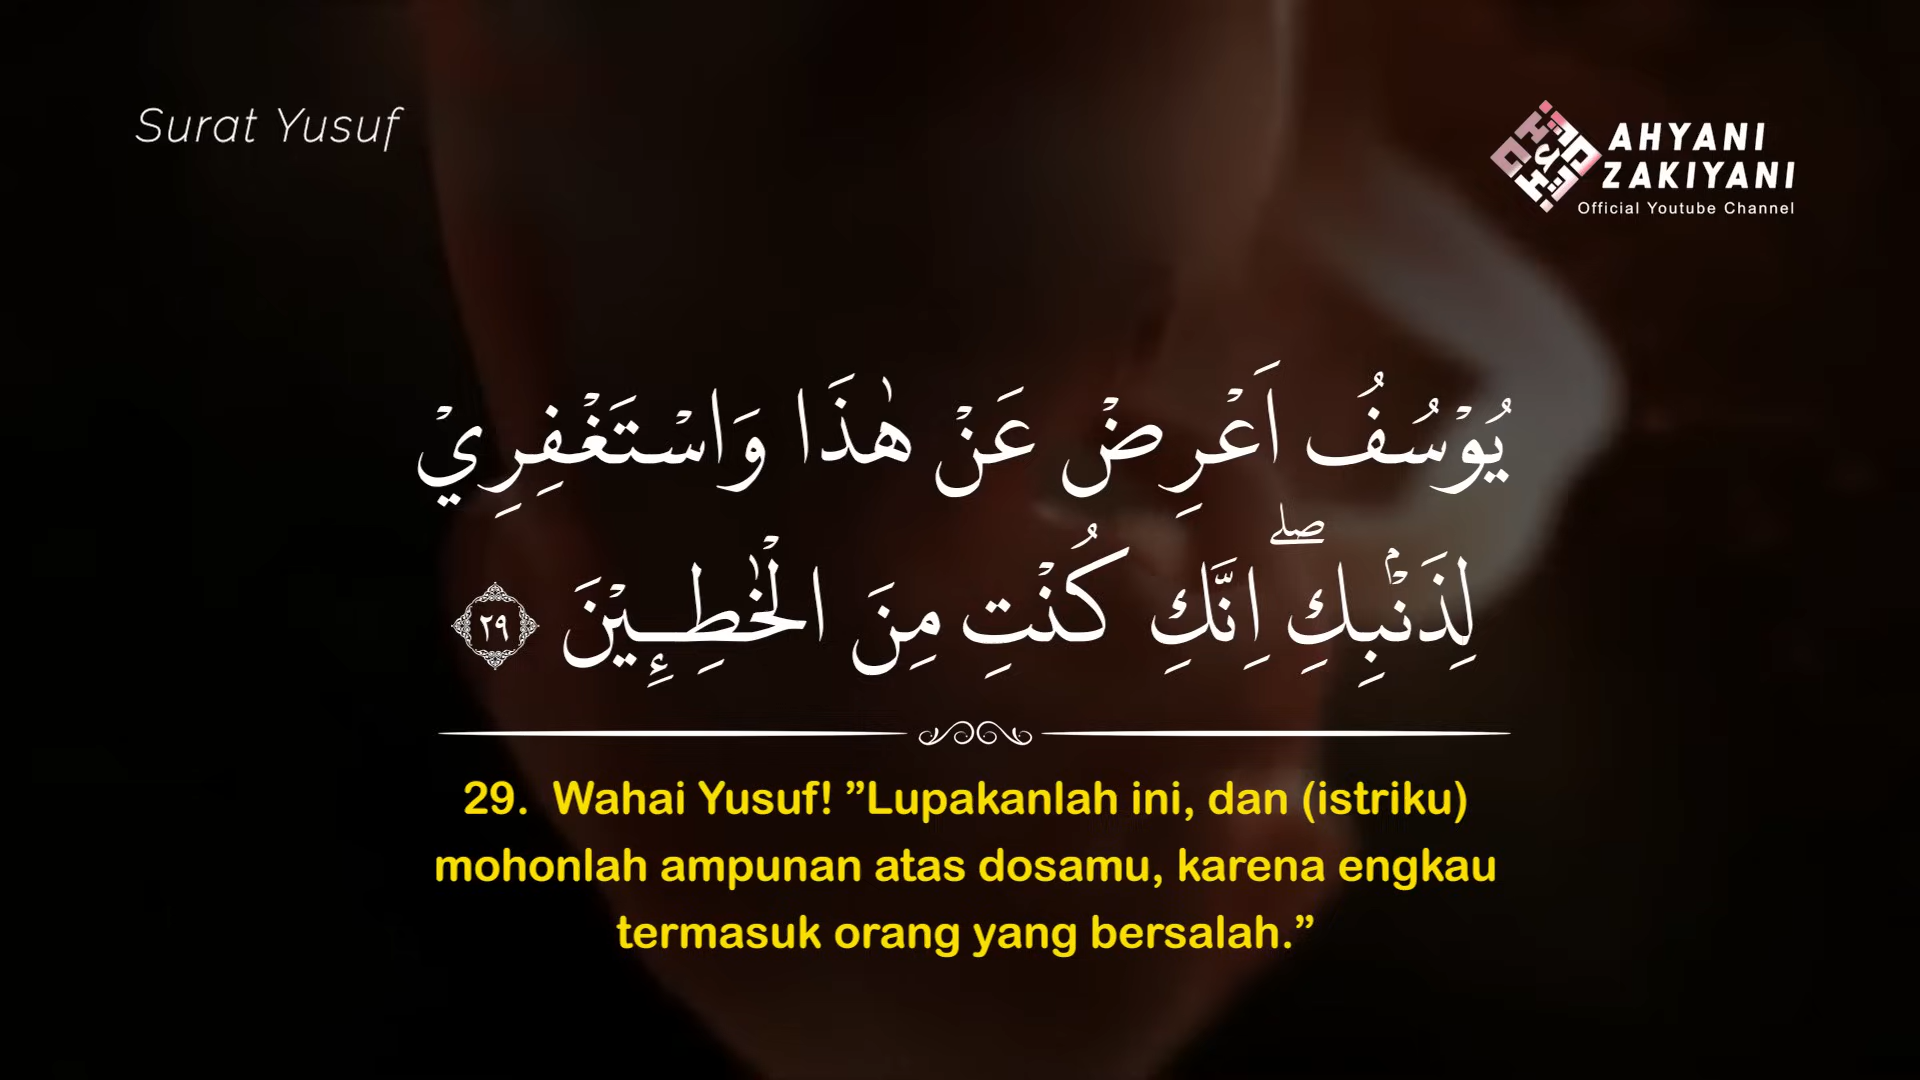 Surat Yusuf
AHYANI
ZAKIYANI
Official Youtube Channel
يُوْسُفُ اَعْرِضْ عَنْ هٰذَا وَاسْتَغْفِرِيْ
لِذَنْۢبِكِۖ اِنَّكِ كُنْتِ مِنَ الْخٰطِـِٕيْنَ ٢٩
29. Wahai Yusuf! ”Lupakanlah ini, dan (istriku)
mohonlah ampunan atas dosamu, karena engkau
termasuk orang yang bersalah.”